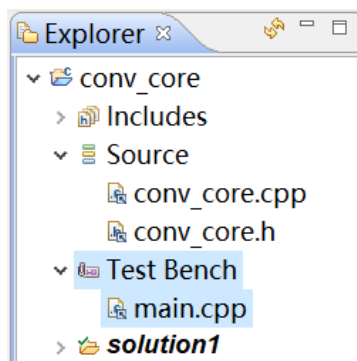 Explorer
conv_core
Includes
Source
conv_core.cpp
conv_core.h
Test Bench
main.cpp
solution1